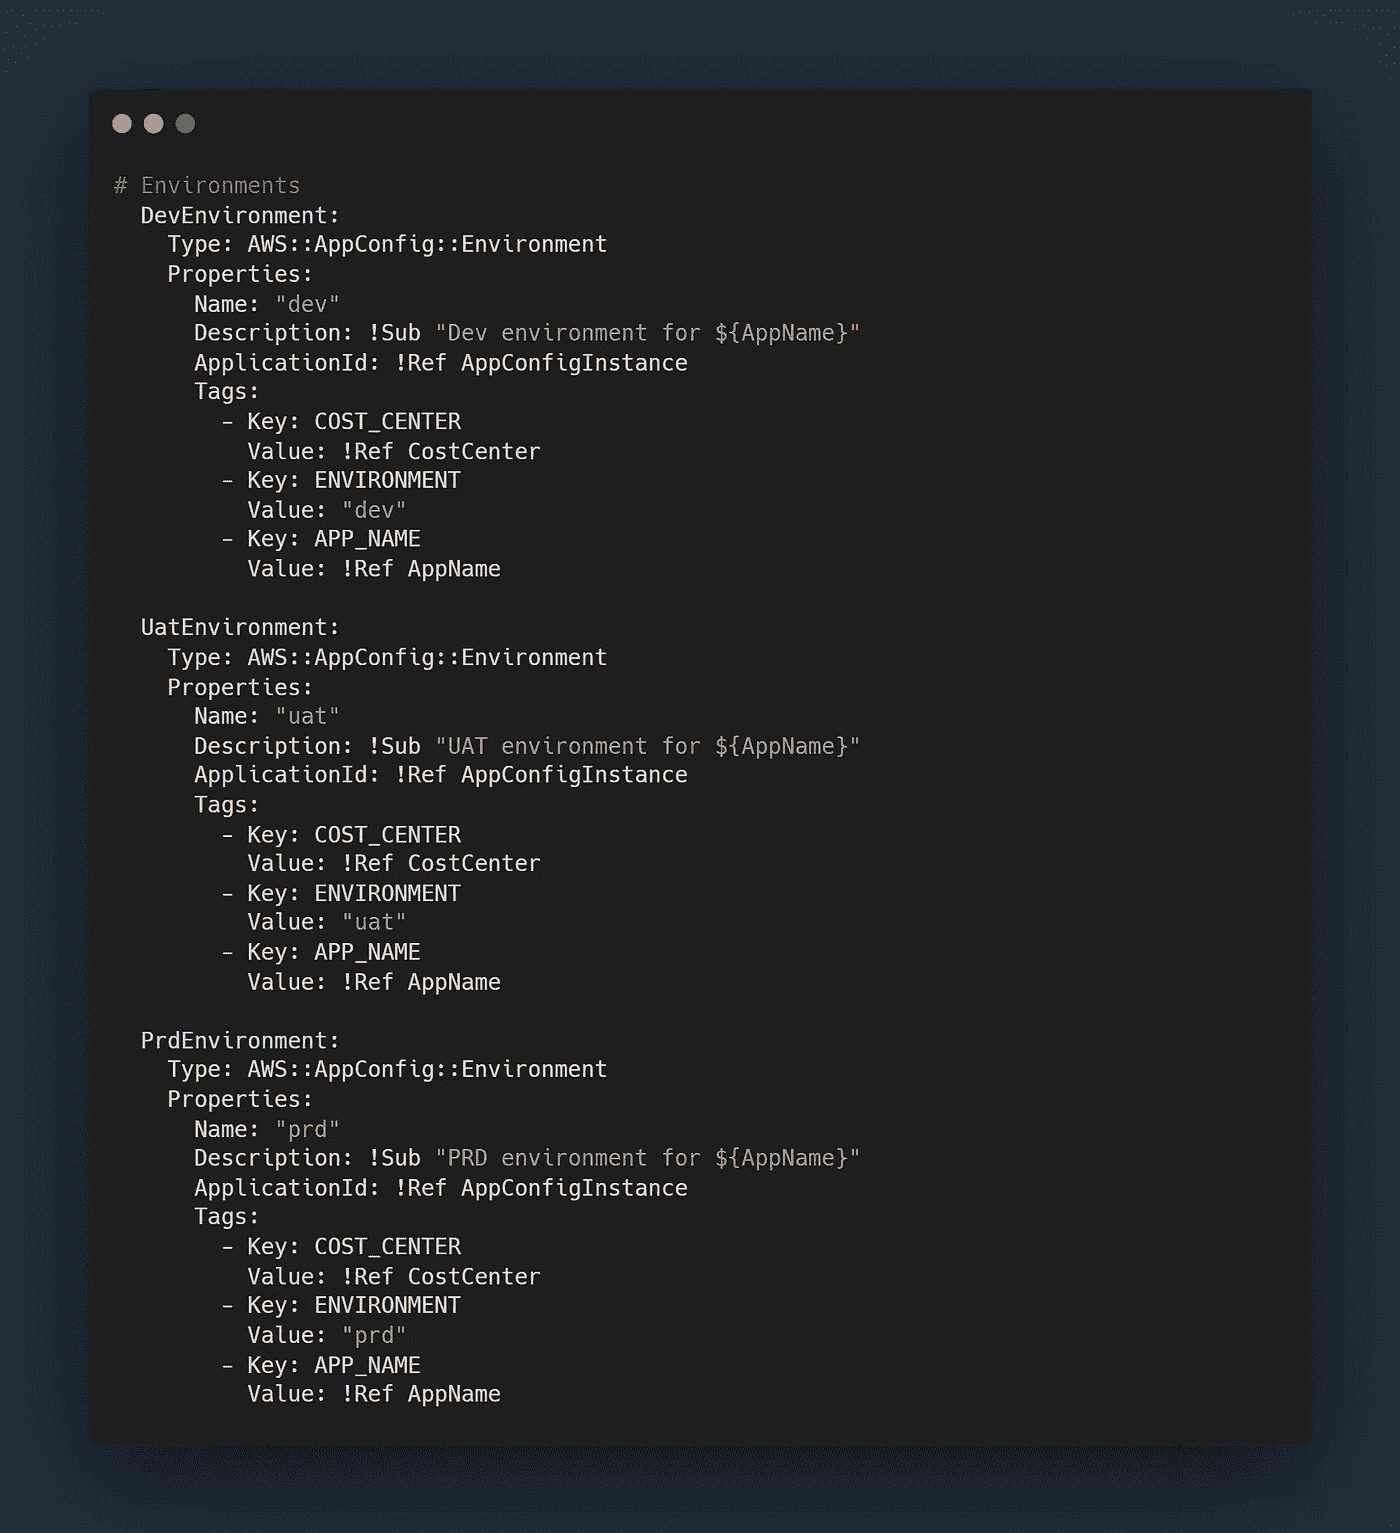 # Environments
  DevEnvironment:
    Type: AWS::AppConfig::Environment
    Properties:
      Name: "dev"
      Description: !Sub "Dev environment for ${AppName}"
      ApplicationId: !Ref AppConfigInstance
      Tags:
        - Key: COST_CENTER
          Value: !Ref CostCenter
        - Key: ENVIRONMENT
          Value: "dev"
        - Key: APP_NAME
          Value: !Ref AppName

  UatEnvironment:
    Type: AWS::AppConfig::Environment
    Properties:
      Name: "uat"
      Description: !Sub "UAT environment for ${AppName}"
      ApplicationId: !Ref AppConfigInstance
      Tags:
        - Key: COST_CENTER
          Value: !Ref CostCenter
        - Key: ENVIRONMENT
          Value: "uat"
        - Key: APP_NAME
          Value: !Ref AppName

  PrdEnvironment:
    Type: AWS::AppConfig::Environment
    Properties:
      Name: "prd"
      Description: !Sub "PRD environment for ${AppName}"
      ApplicationId: !Ref AppConfigInstance
      Tags:
        - Key: COST_CENTER
          Value: !Ref CostCenter
        - Key: ENVIRONMENT
          Value: "prd"
        - Key: APP_NAME
          Value: !Ref AppName